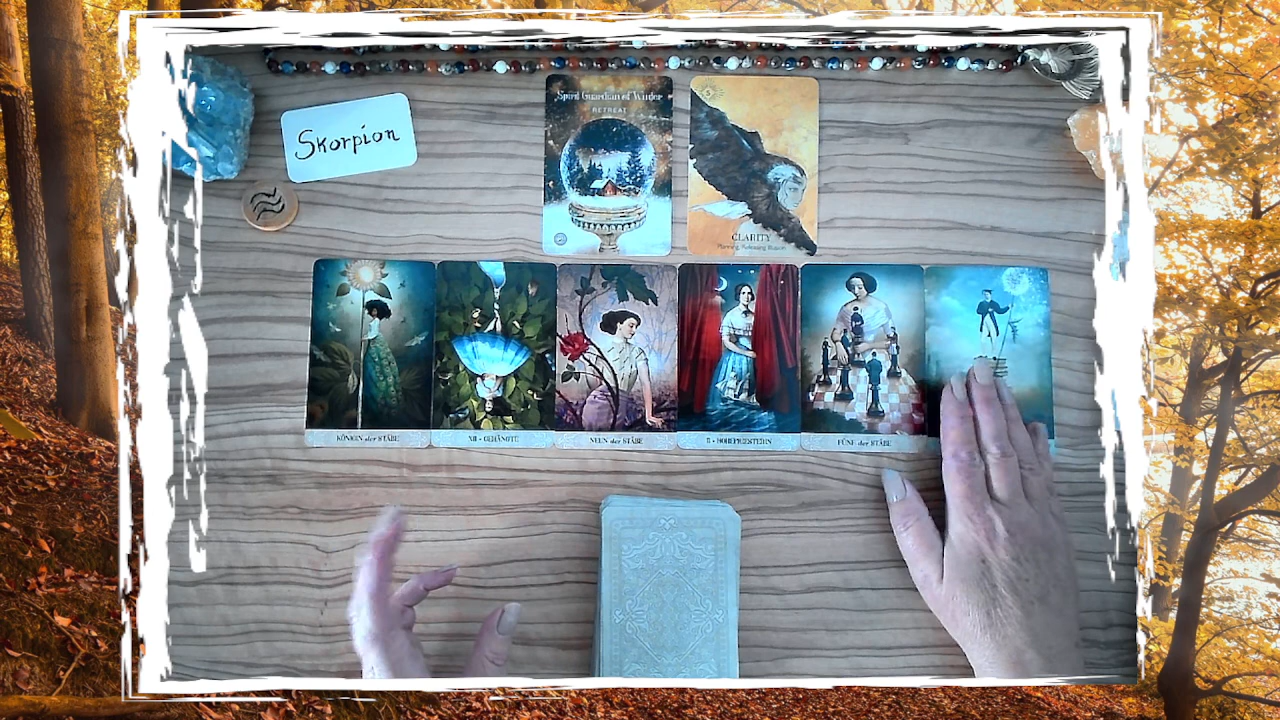 Skorpion
Spirit Guardian of Winter
RETREAT
CLARITY
Planning, Releasing Illusion
KÖNIGIN der STÄBE
XII • GEHÄNGTE
NEUN der STÄBE
II • HOHEPRIESTERIN
FÜNF der STÄBE